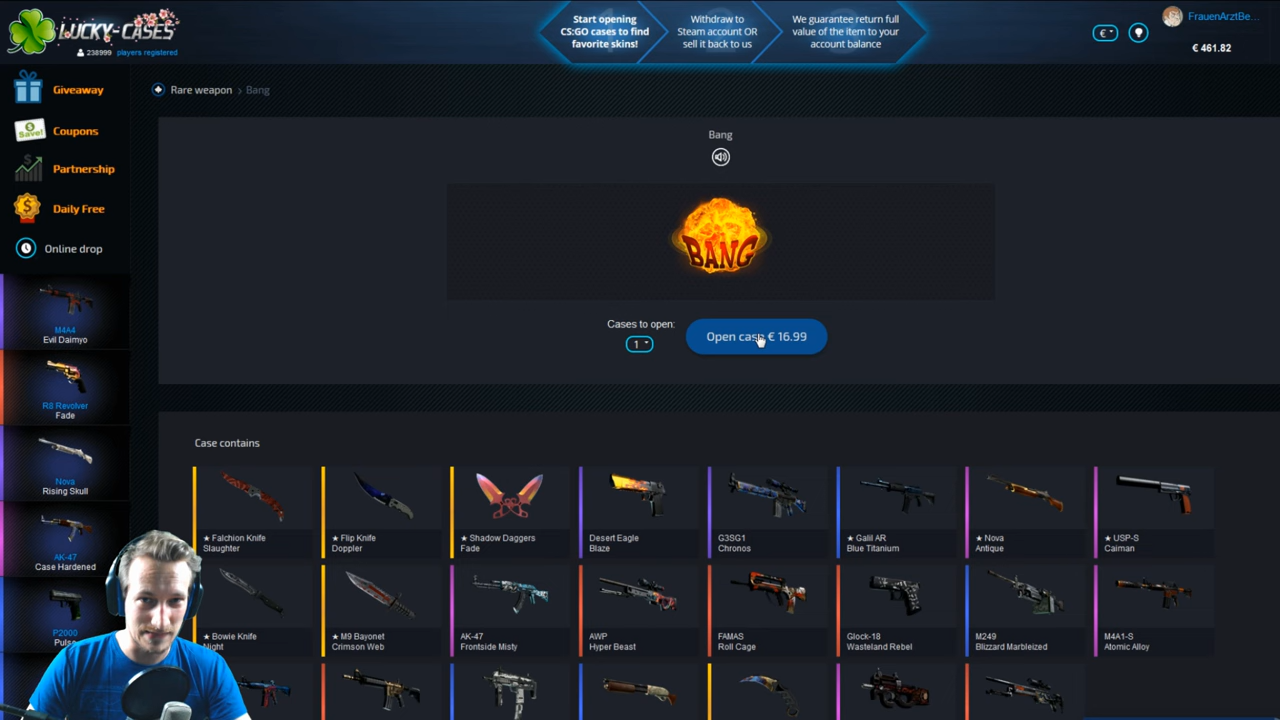 LUCKY-CASES
238999 players registered
Start opening
CS:GO cases to find
favorite skins!
Withdraw to
Steam account OR
sell it back to us
We guarantee return full
value of the item to your
account balance
€
FrauenArztBe...
€ 461.82
Giveaway
Save!
Coupons
Partnership
Daily Free
Online drop
M4A4
Evil Daimyo
R8 Revolver
Fade
Nova
Rising Skull
AK-47
Case Hardened
P2000
Rare weapon > Bang
Bang
BANG
Cases to open:
1
Open case € 16.99
Case contains
★ Falchion Knife
Slaughter
★ Flip Knife
Doppler
★ Shadow Daggers
Fade
Desert Eagle
Blaze
G3SG1
Chronos
★ Galil AR
Blue Titanium
★ Nova
Antique
★ USP-S
Caiman
★ Bowie Knife
Night
★ M9 Bayonet
Crimson Web
AK-47
Frontside Misty
AWP
Hyper Beast
FAMAS
Roll Cage
Glock-18
Wasteland Rebel
M249
Blizzard Marbleized
M4A1-S
Atomic Alloy